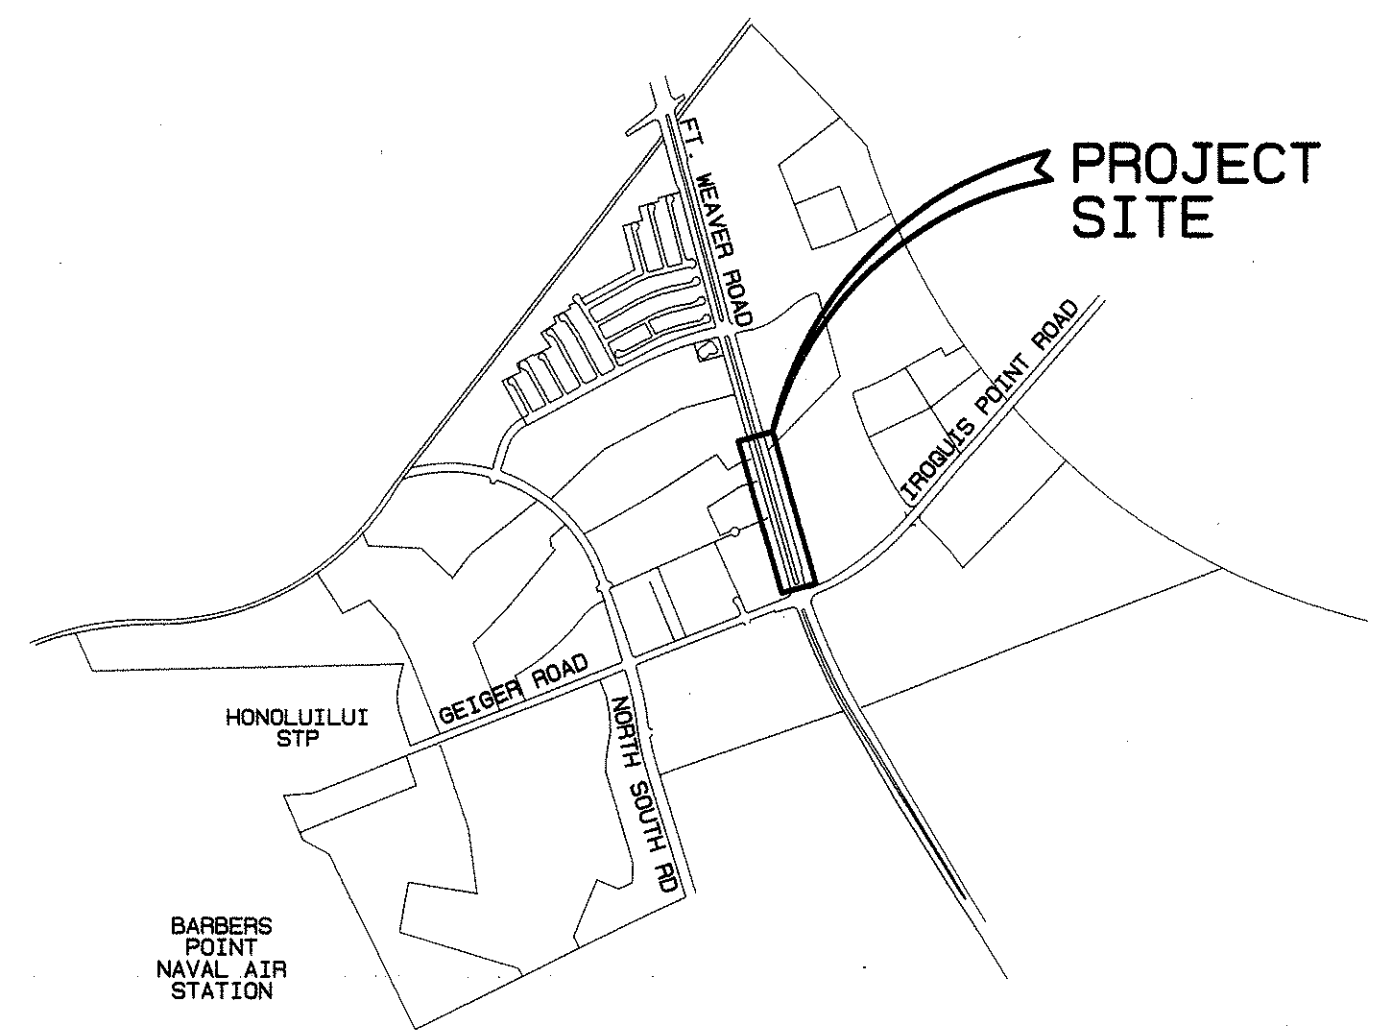 FT. WEAVER ROAD
PROJECT
SITE
IROQUIS POINT ROAD
GEIGER ROAD
HONOLUILUI
STP
NORTH SOUTH RD
BARBERS
POINT
NAVAL AIR
STATION